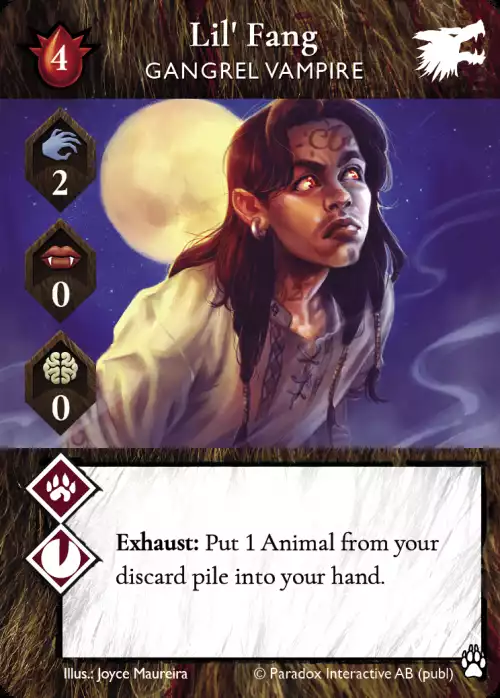 4
Lil' Fang
GANGREL VAMPIRE
2
0
0
Exhaust: Put 1 Animal from your
discard pile into your hand.
Illus.: Joyce Maureira
© Paradox Interactive AB (publ)